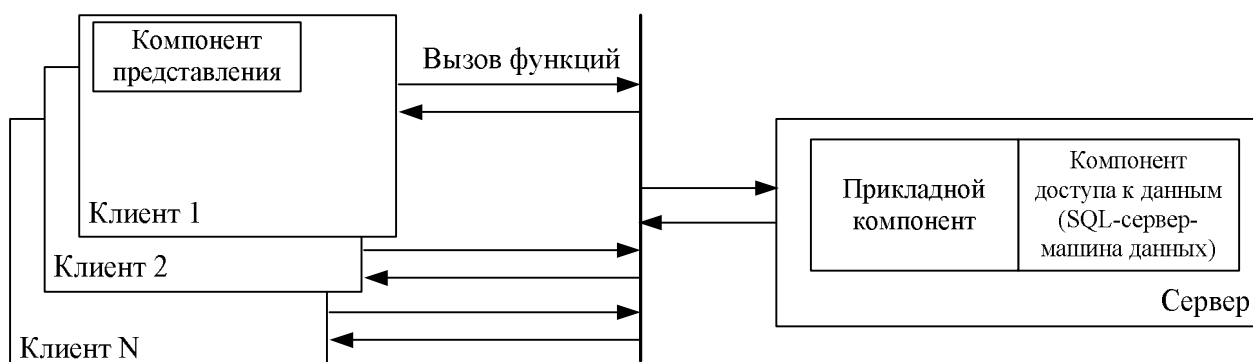 Компонент
представления
Вызов функций
Клиент 1
Клиент 2
Клиент N
Прикладной
компонент
Компонент
доступа к данным
(SQL-сервер-
машина данных)
Сервер